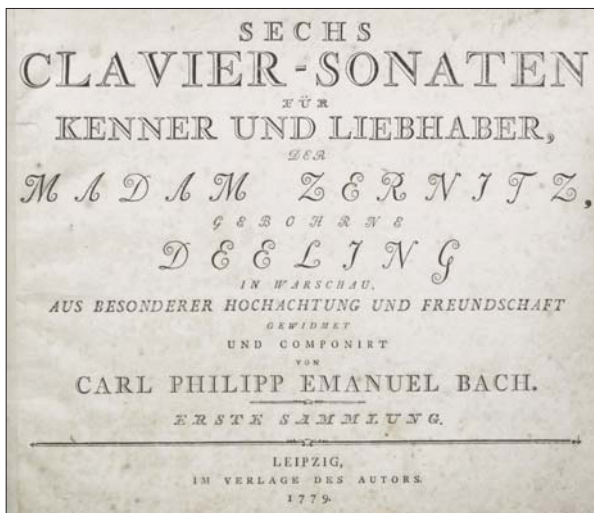 SECHS
CLAVIER-SONATEN
FÜR
KENNER UND LIEBHABER,
DER
MADAM ZERNITZ,
GEBOHRNE
DEELING
IN WARSCHAU,
AUS BESONDERER HOCHACHTUNG UND FREUNDSCHAFT
GEWIDMET
UND COMPONIRT
VON
CARL PHILIPP EMANUEL BACH.
ERSTE SAMMLUNG.
LEIPZIG,
IM VERLAGE DES AUTORS.
1779.